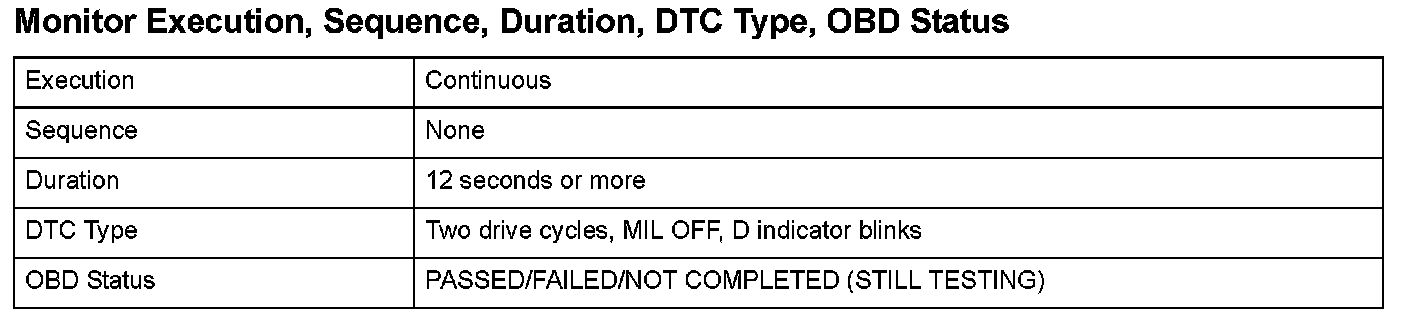 Monitor Execution, Sequence, Duration, DTC Type, OBD Status
Execution Continuous
Sequence None
Duration 12 seconds or more
DTC Type Two drive cycles, MIL OFF, D indicator blinks
OBD Status PASSED/FAILED/NOT COMPLETED (STILL TESTING)